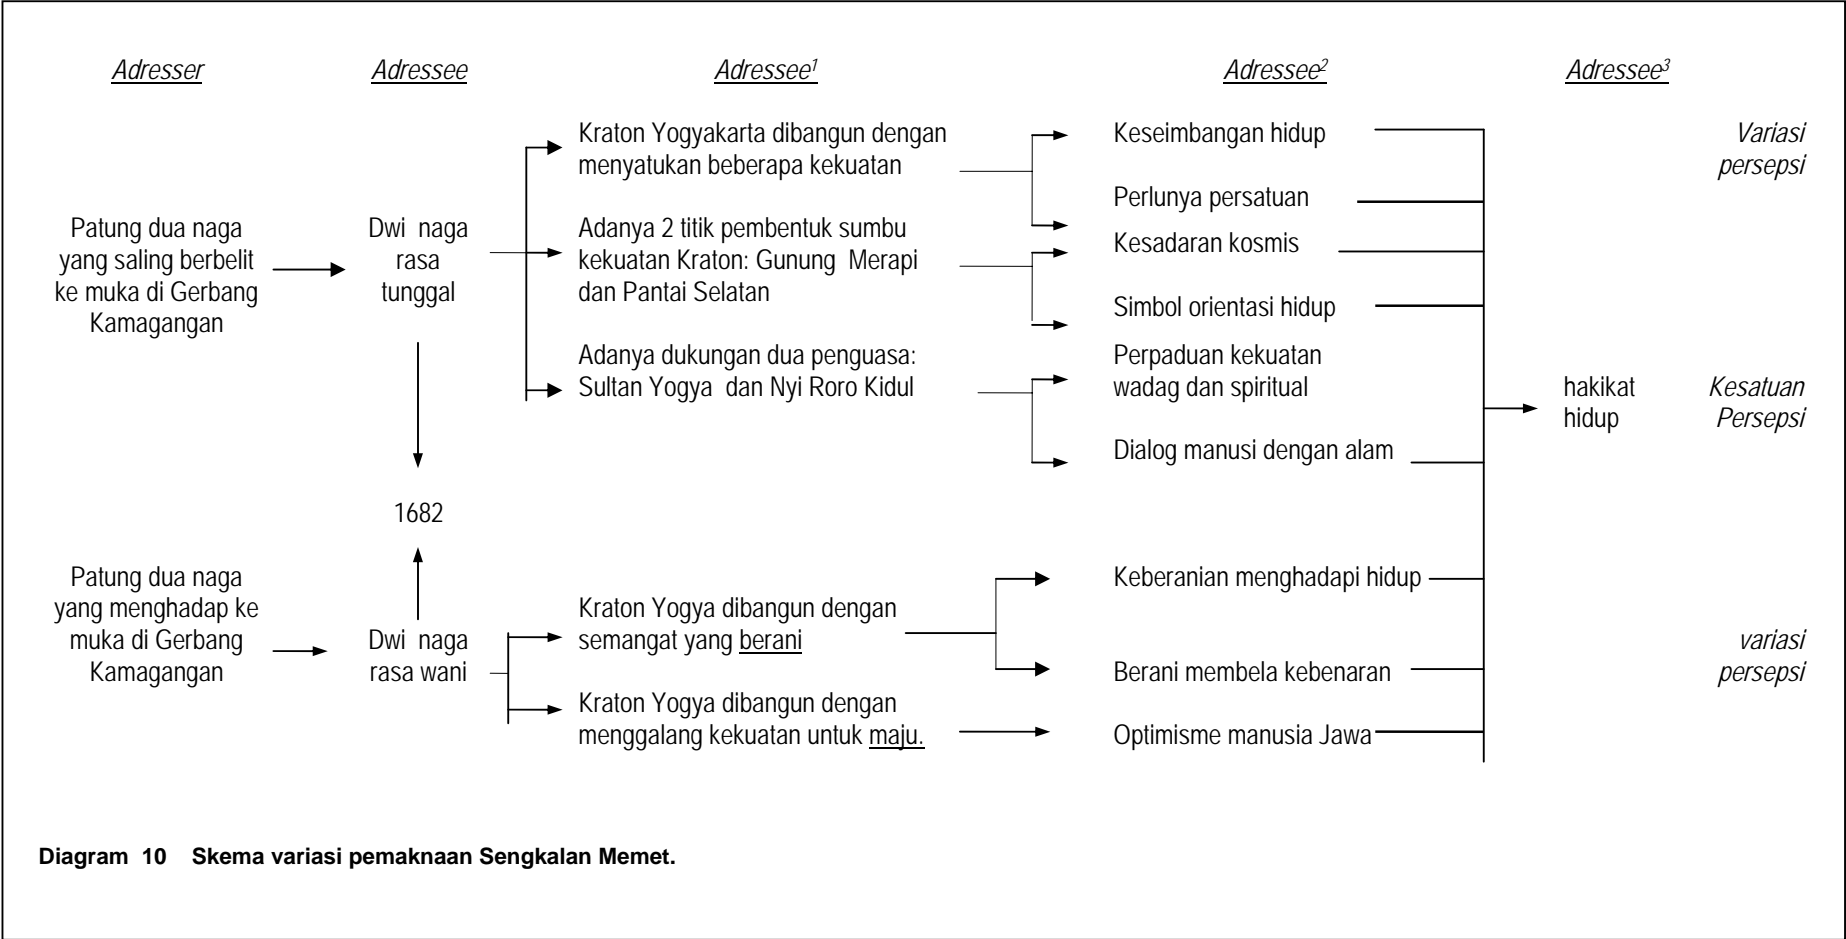 Adresser
Adressee
Adressee¹
Adressee²
Adressee³
Patung dua naga
yang saling berbelit
ke muka di Gerbang
Kamagangan
Dwi naga
rasa
tunggal
Kraton Yogyakarta dibangun dengan
menyatukan beberapa kekuatan
Adanya 2 titik pembentuk sumbu
kekuatan Kraton: Gunung Merapi
dan Pantai Selatan
Adanya dukungan dua penguasa:
Sultan Yogya dan Nyi Roro Kidul
Keseimbangan hidup
Perlunya persatuan
Kesadaran kosmis
Simbol orientasi hidup
Perpaduan kekuatan
wadag dan spiritual
Dialog manusi dengan alam
Variasi
persepsi
hakikat
hidup
Kesatuan
Persepsi
1682
Patung dua naga
yang menghadap ke
muka di Gerbang
Kamagangan
Dwi naga
rasa wani
Kraton Yogya dibangun dengan
semangat yang berani
Kraton Yogya dibangun dengan
menggalang kekuatan untuk maju.
Keberanian menghadapi hidup
Berani membela kebenaran
Optimisme manusia Jawa
variasi
persepsi
Diagram 10 Skema variasi pemaknaan Sengkalan Memet.